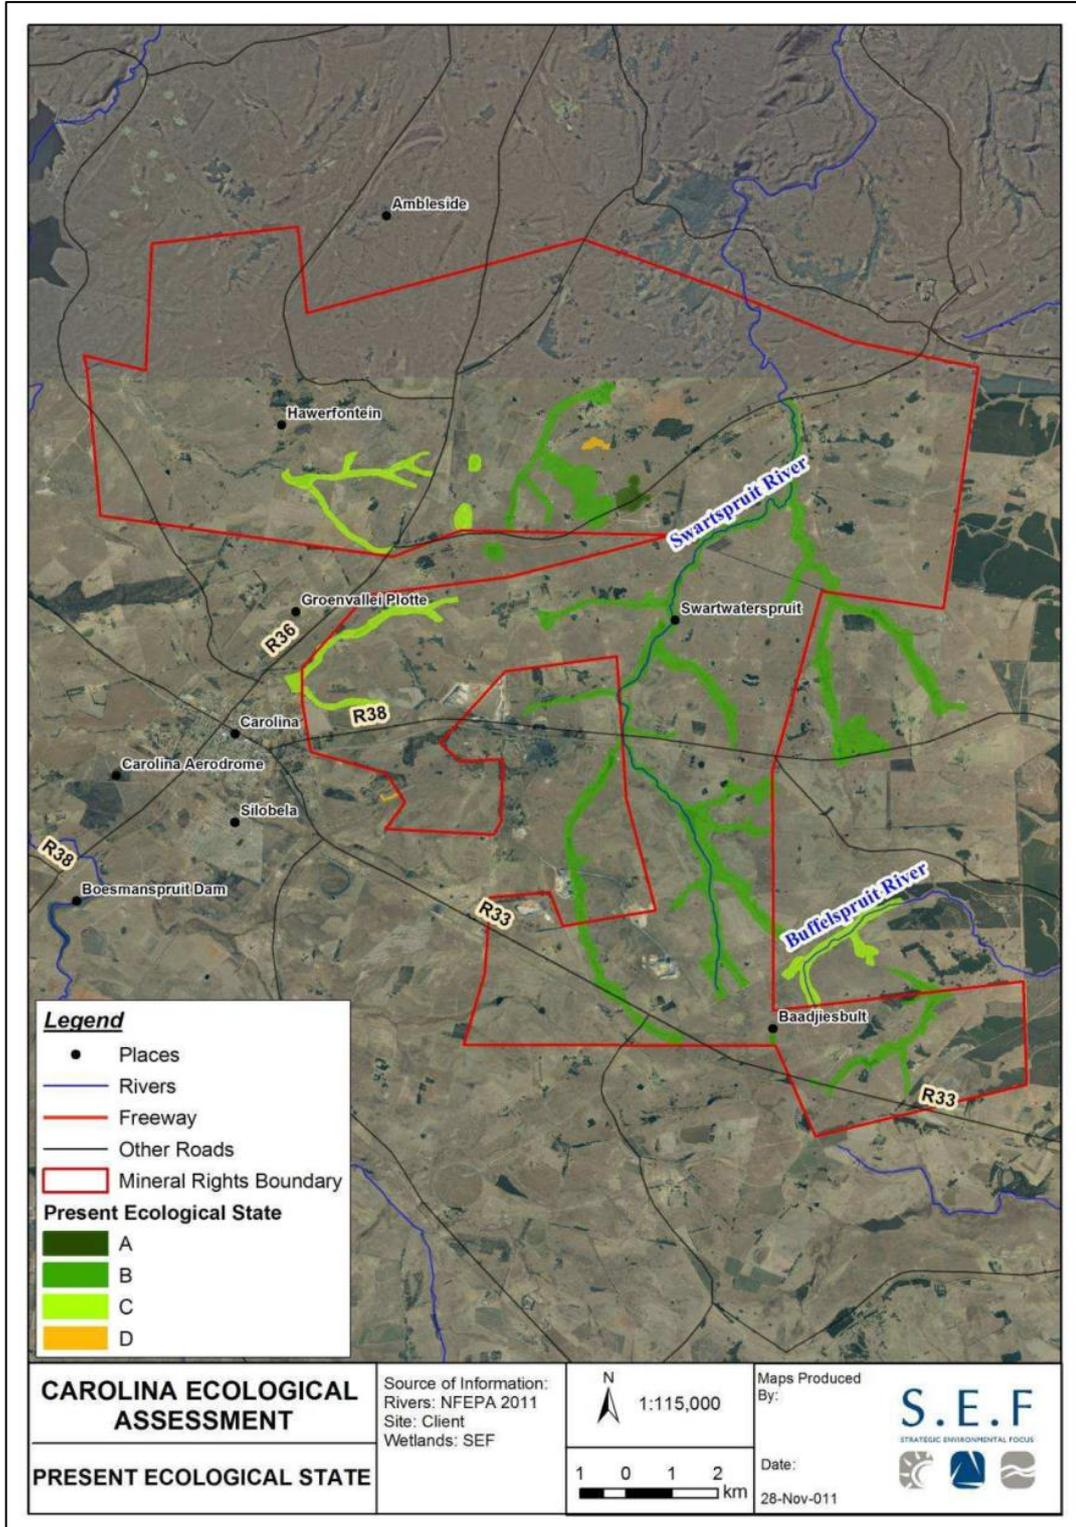 Ambleside
Hawerfontein
Swartspruit River
Groenvallei Plotte
Swartwaterspruit
R36
R38
Carolina
Carolina Aerodrome
Silobela
R38
Boesmanspruit Dam
R33
Buffelspruit River
Baadjiesbult
R33
Legend
Places
Rivers
Freeway
Other Roads
Mineral Rights Boundary
Present Ecological State
A
B
C
D
CAROLINA ECOLOGICAL
ASSESSMENT
PRESENT ECOLOGICAL STATE
Source of Information:
Rivers: NFEPA 2011
Site: Client
Wetlands: SEF
N
1:115,000
1 0 1 2
km
Maps Produced
By:
Date:
28-Nov-011
S.E.F
STRATEGIC ENVIRONMENTAL FOCUS